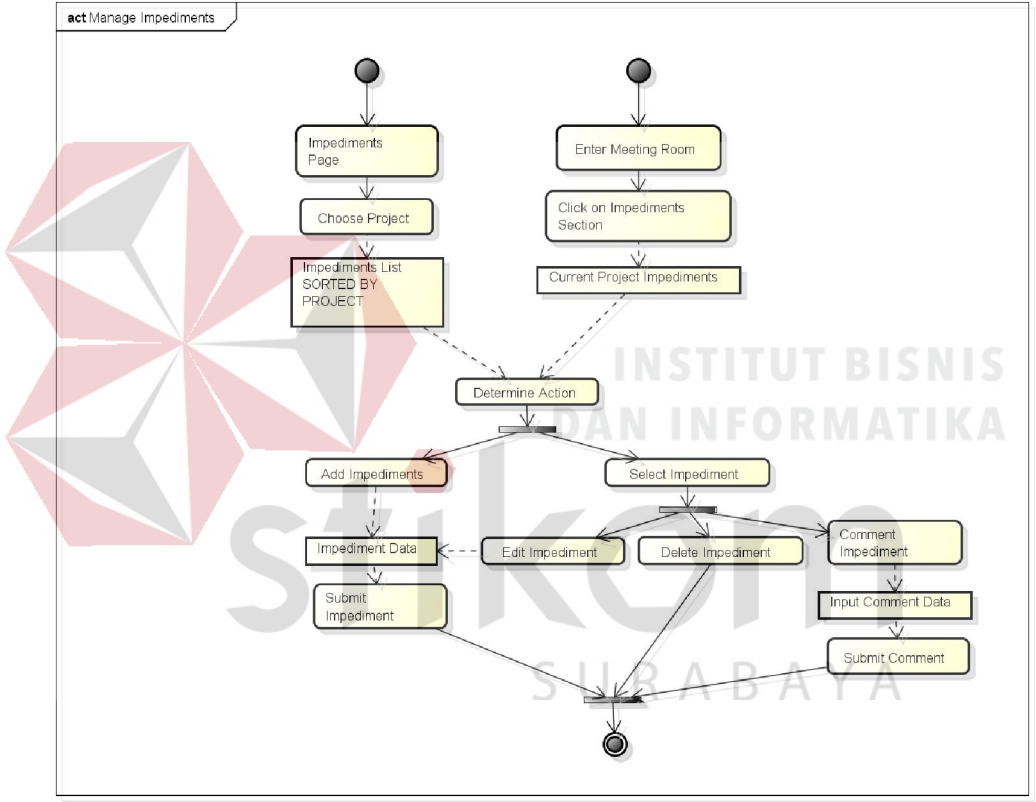 act Manage Impediments
Impediments
Page
Enter Meeting Room
Choose Project
Click on Impediments
Section
Impediments List
SORTED BY
PROJECT
Current Project Impediments
INSTITUT BISNIS
DAN INFORMATIKA
Determine Action
Add Impediments
Select Impediment
stikom
Impediment Data
Edit Impediment
Delete Impediment
Comment
Impediment
Submit
Impediment
Input Comment Data
Submit Comment
SURABAYA